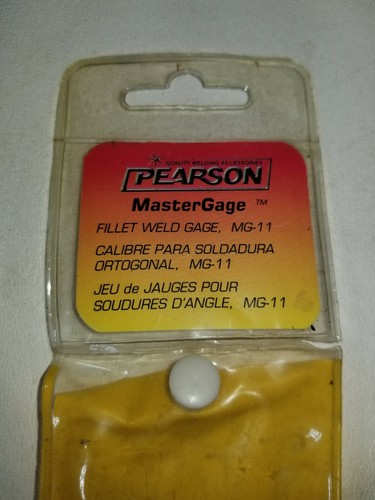 QUALITY WELDING ACCESSORIES
PEARSON
MasterGage ™
FILLET WELD GAGE, MG-11
CALIBRE PARA SOLDADURA
ORTOGONAL, MG-11
JEU de JAUGES POUR
SOUDURES D'ANGLE, MG-11